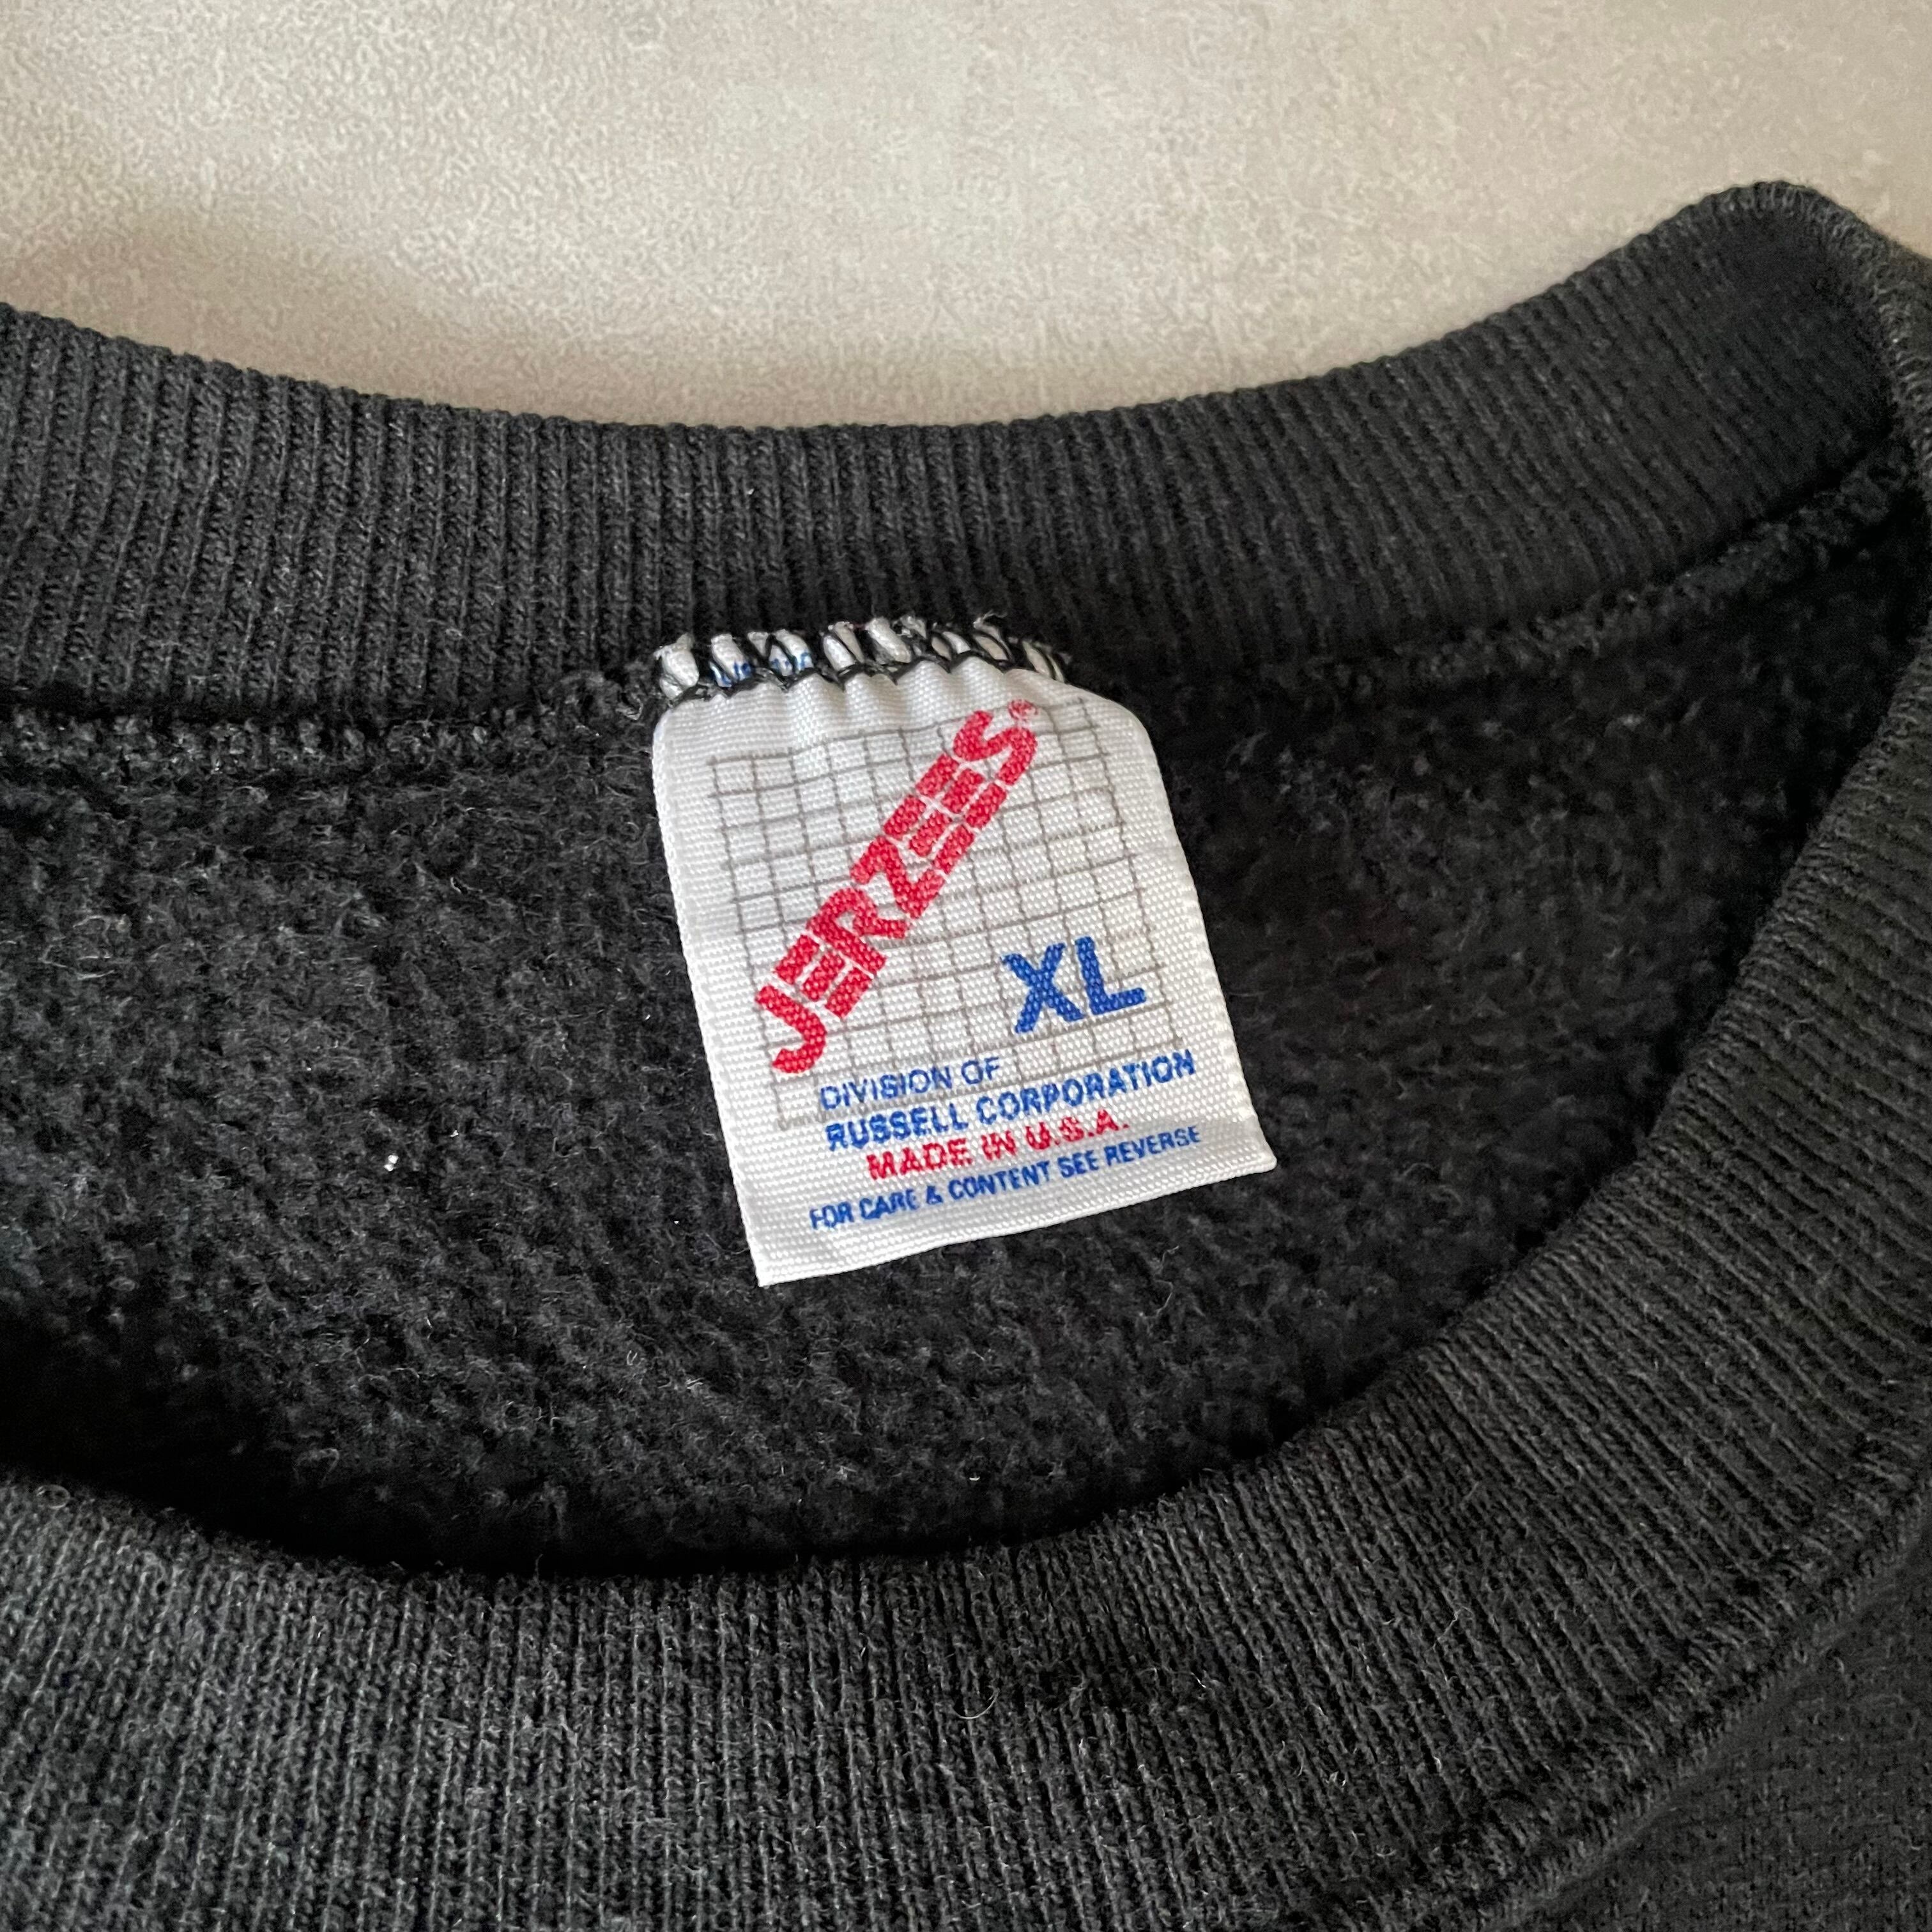 JERZEES®
XL
DIVISION OF
RUSSELL CORPORATION
MADE IN U.S.A.
FOR CARE & CONTENT SEE REVERSE